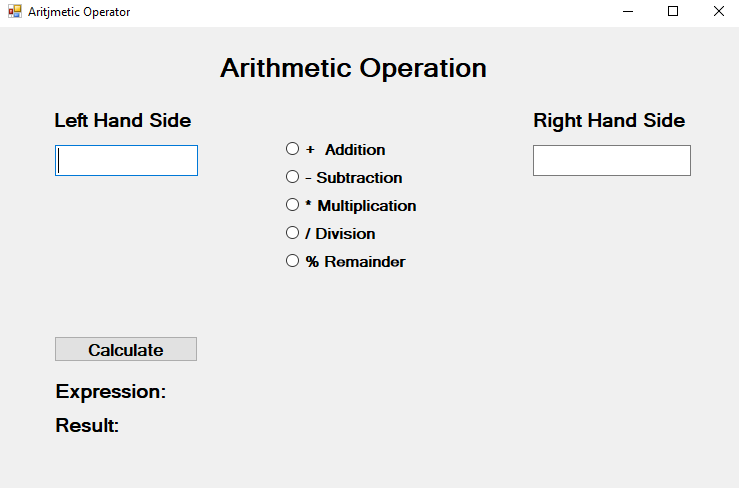 Aritjmetic Operator
Arithmetic Operation
Left Hand Side
Right Hand Side
+ Addition
- Subtraction
* Multiplication
/ Division
% Remainder
Calculate
Expression:
Result: